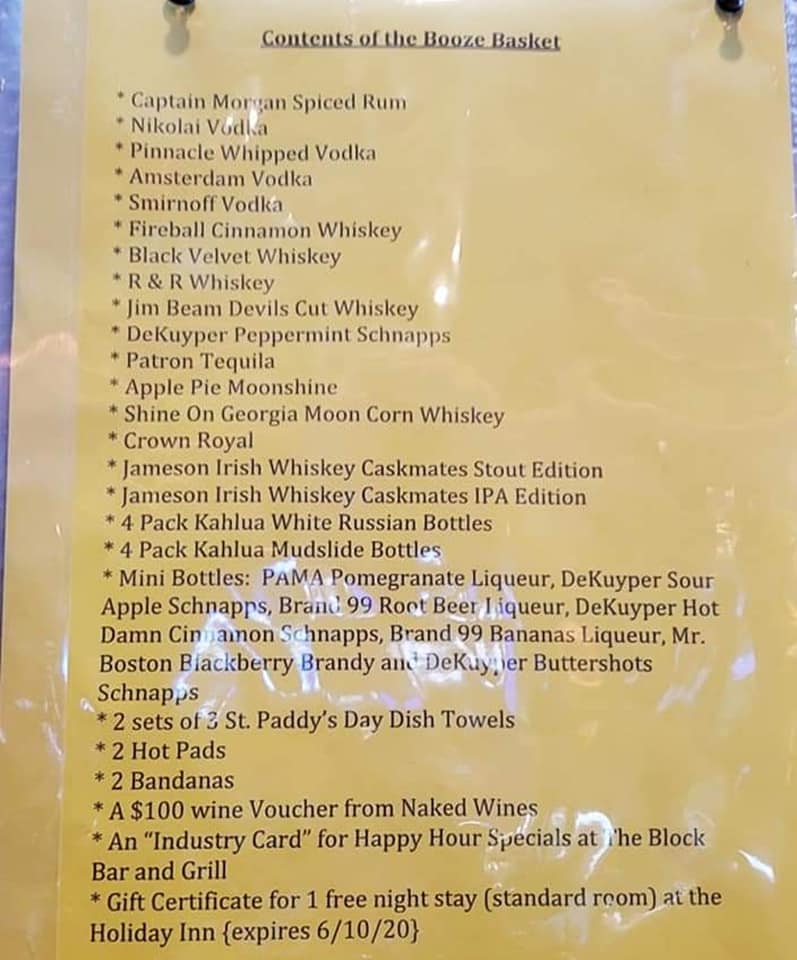 Contents of the Booze Basket
* Captain Morgan Spiced Rum
* Nikolai Vodka
* Pinnacle Whipped Vodka
* Amsterdam Vodka
* Smirnoff Vodka
* Fireball Cinnamon Whiskey
* Black Velvet Whiskey
* R & R Whiskey
* Jim Beam Devils Cut Whiskey
* DeKuyper Peppermint Schnapps
* Patron Tequila
* Apple Pie Moonshine
* Shine On Georgia Moon Corn Whiskey
* Crown Royal
* Jameson Irish Whiskey Caskmates Stout Edition
* Jameson Irish Whiskey Caskmates IPA Edition
* 4 Pack Kahlua White Russian Bottles
* 4 Pack Kahlua Mudslide Bottles
* Mini Bottles:  PAMA Pomegranate Liqueur, DeKuyper Sour
Apple Schnapps, Brand 99 Root Beer Liqueur, DeKuyper Hot
Damn Cinnamon Schnapps, Brand 99 Bananas Liqueur, Mr.
Boston Blackberry Brandy and DeKuyper Buttershots
Schnapps
* 2 sets of 3 St. Paddy's Day Dish Towels
* 2 Hot Pads
* 2 Bandanas
* A $100 wine Voucher from Naked Wines
* An "Industry Card" for Happy Hour Specials at The Block
Bar and Grill
* Gift Certificate for 1 free night stay (standard room) at the
Holiday Inn {expires 6/10/20}